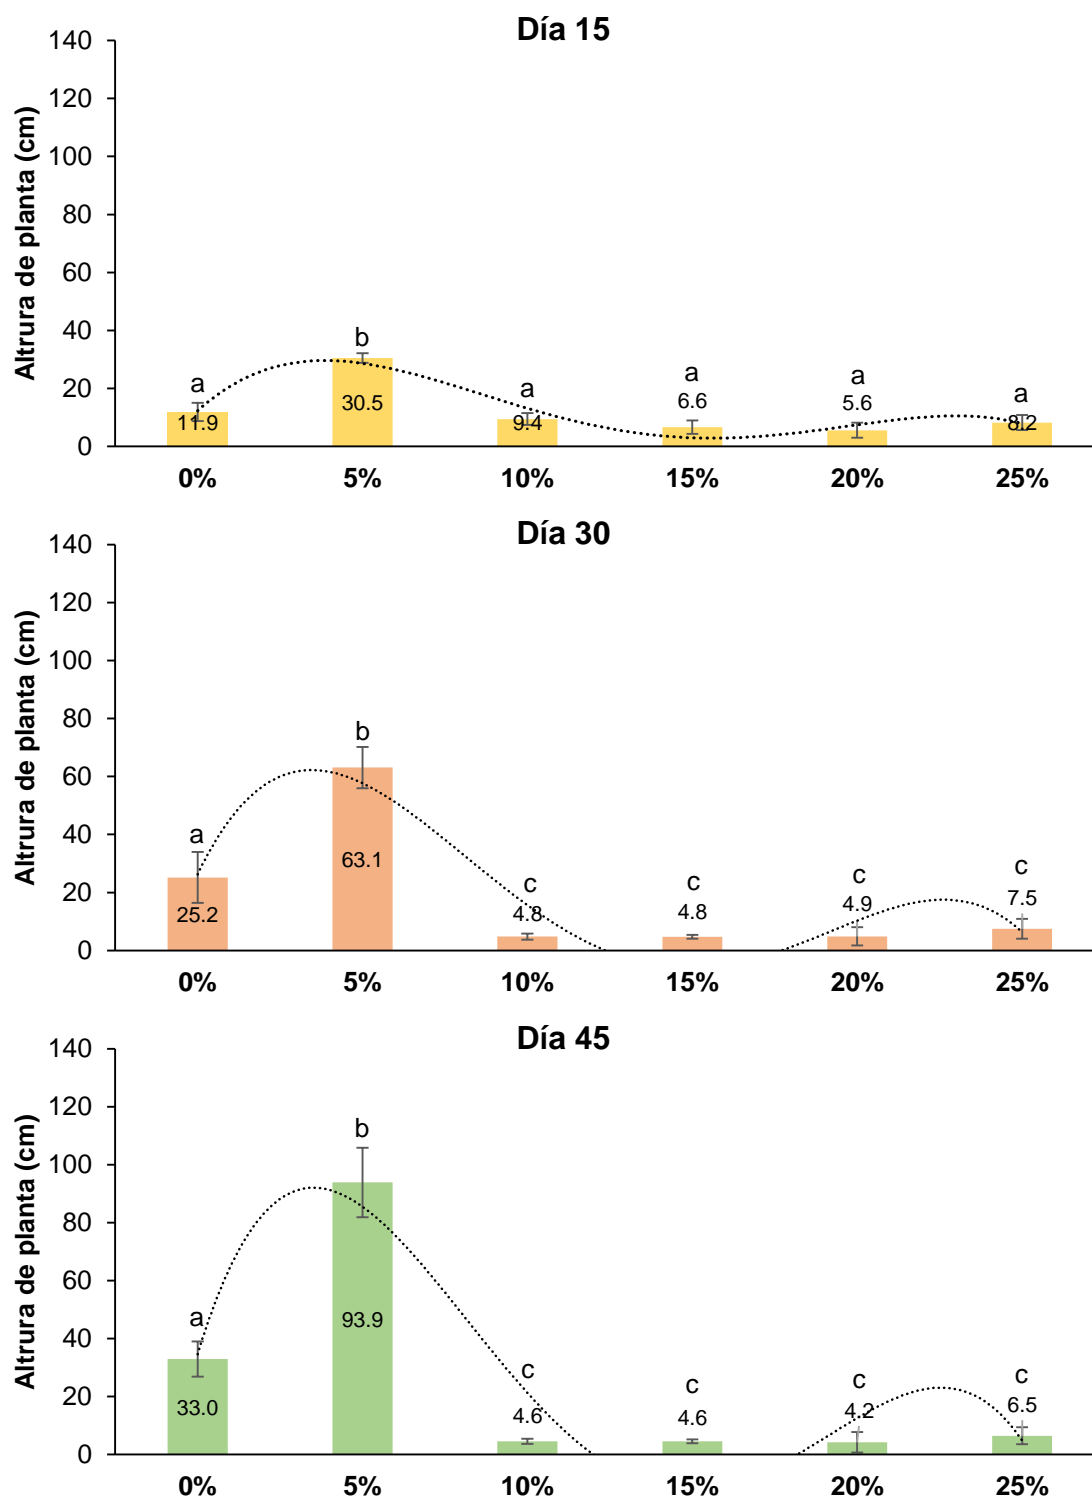 Día 15
Altrura de planta (cm)
140
120
100
80
60
40
20
0
a
b
a
a
a
a
11.9
30.5
9.4
6.6
5.6
8.2
0%
5%
10%
15%
20%
25%
Día 30
Altrura de planta (cm)
140
120
100
80
60
40
20
0
a
b
c
c
c
c
25.2
63.1
4.8
4.8
4.9
7.5
0%
5%
10%
15%
20%
25%
Día 45
Altrura de planta (cm)
140
120
100
80
60
40
20
0
a
b
c
c
c
c
33.0
93.9
4.6
4.6
4.2
6.5
0%
5%
10%
15%
20%
25%